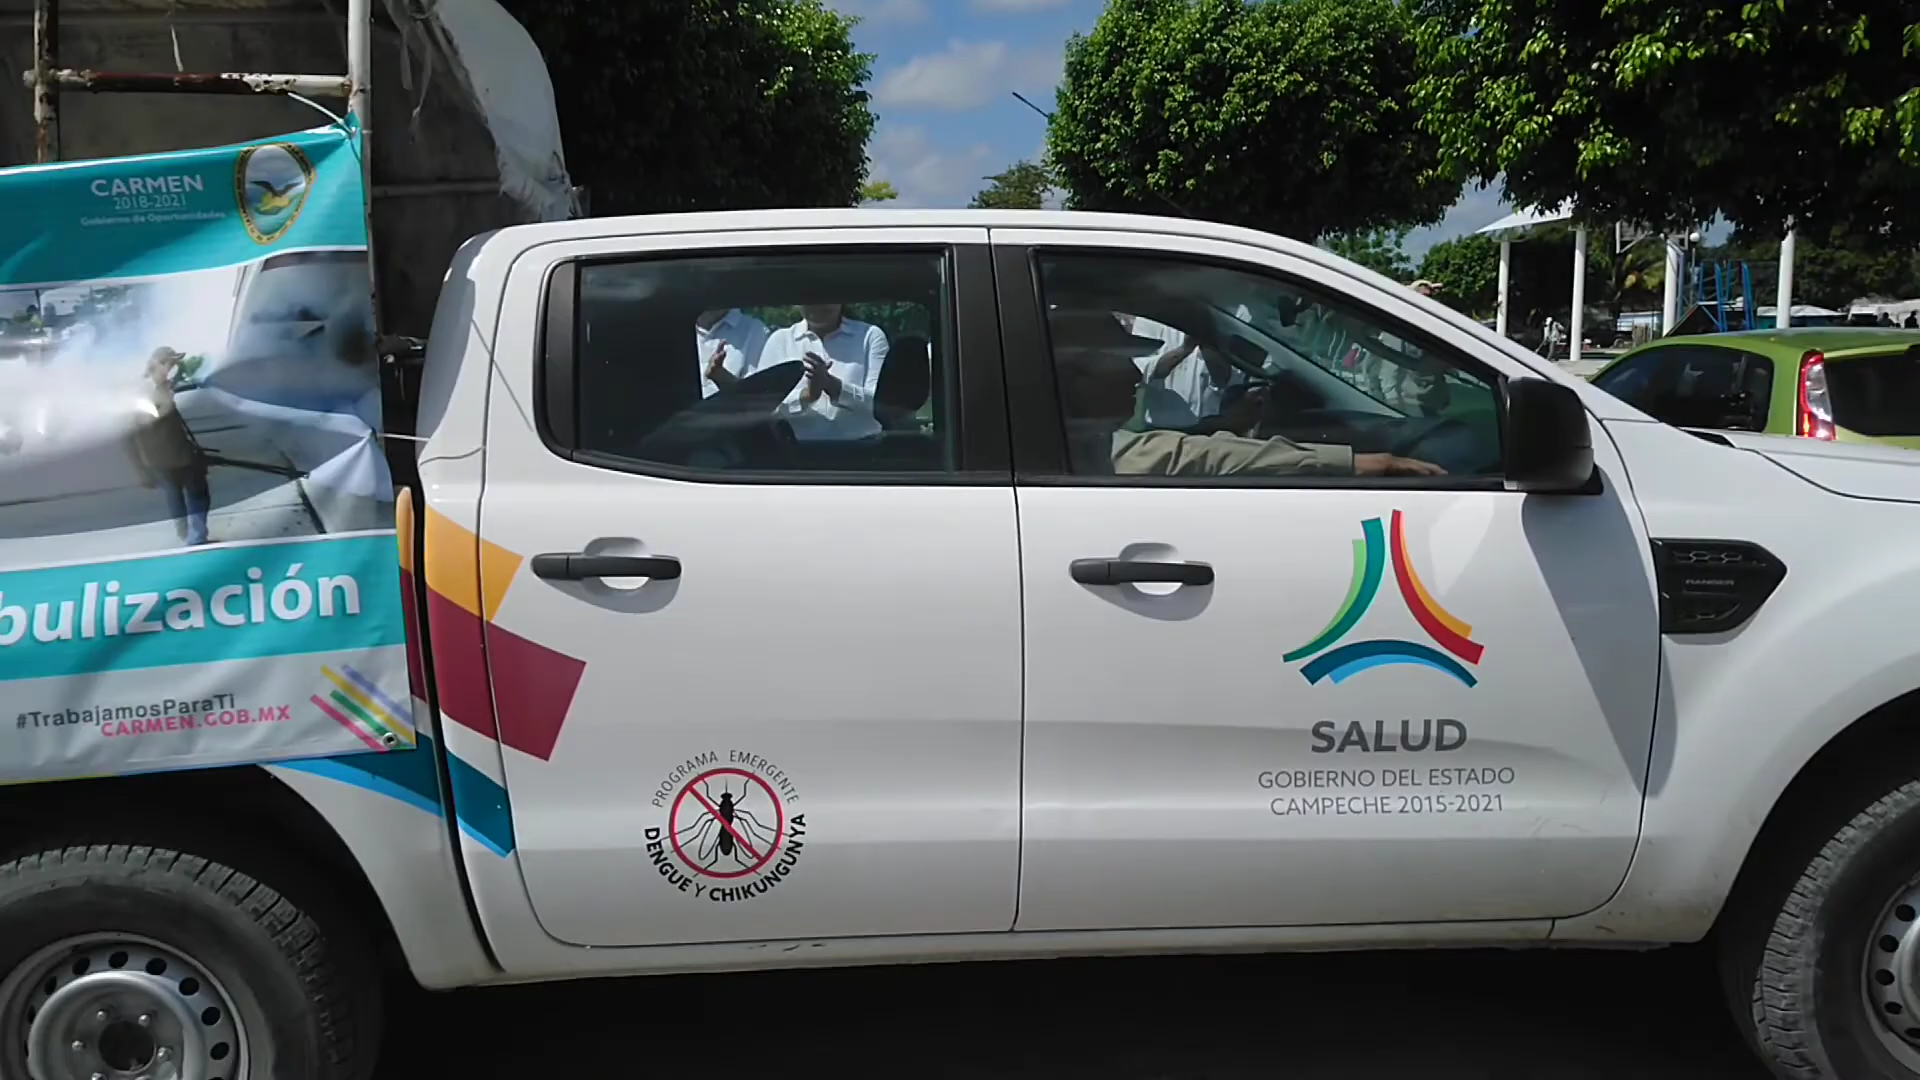 CARMEN
2018-2021
Gobierno de Oportunidades
bulización
#TrabajamosParaTi
CARMEN.GOB.MX
PROGRAMA EMERGENTE
DENGUE Y CHIKUNGUNYA
SALUD
GOBIERNO DEL ESTADO
CAMPECHE 2015-2021
RANGER